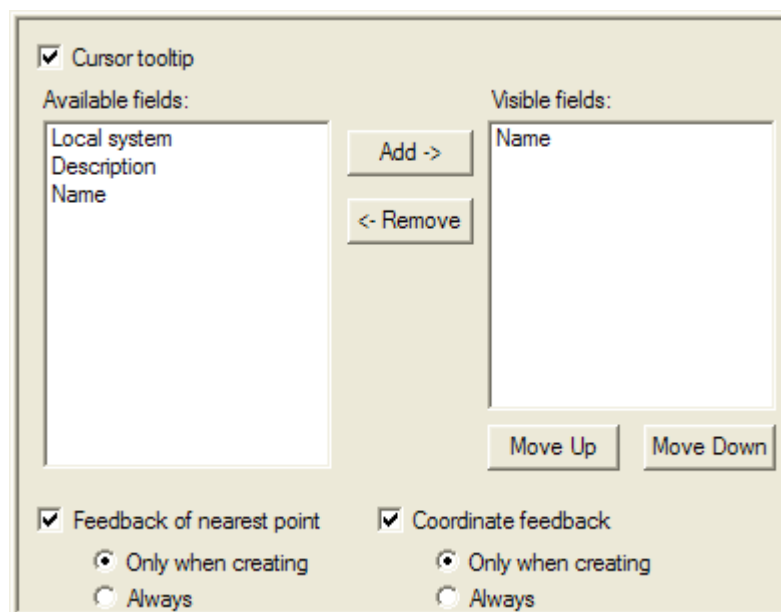 Cursor tooltip
Available fields:
Visible fields:
Local system
Description
Name
Add ->
<- Remove
Name
Move Up
Move Down
Feedback of nearest point
Coordinate feedback
Only when creating
Only when creating
Always
Always